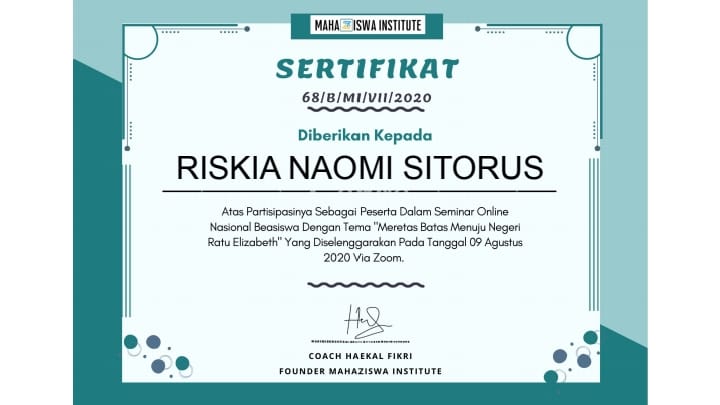 MAHAZISWA INSTITUTE
SERTIFIKAT
68/B/MI/VII/2020
Diberikan Kepada
RISKIA NAOMI SITORUS
Atas Partisipasinya Sebagai Peserta Dalam Seminar Online
Nasional Beasiswa Dengan Tema "Meretas Batas Menuju Negeri
Ratu Elizabeth" Yang Diselenggarakan Pada Tanggal 09 Agustus
2020 Via Zoom.
COACH HAEKAL FIKRI
FOUNDER MAHAZISWA INSTITUTE